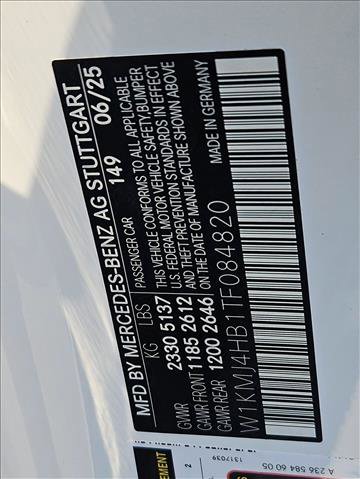 MFD BY MERCEDES-BENZ AG STUTTGART
149 06/25
KG LBS PASSENGER CAR
GVWR 2330 5137 THIS VEHICLE CONFORMS TO ALL APPLICABLE
GAWR FRONT 1185 2612 U.S. FEDERAL MOTOR VEHICLE SAFETY,BUMPER
GAWR REAR 1200 2646 AND THEFT PREVENTION STANDARDS IN EFFECT
ON THE DATE OF MANUFACTURE SHOWN ABOVE
W1KMJ4HB1TF084820 MADE IN GERMANY
2
1317039
A 236 584 60 05